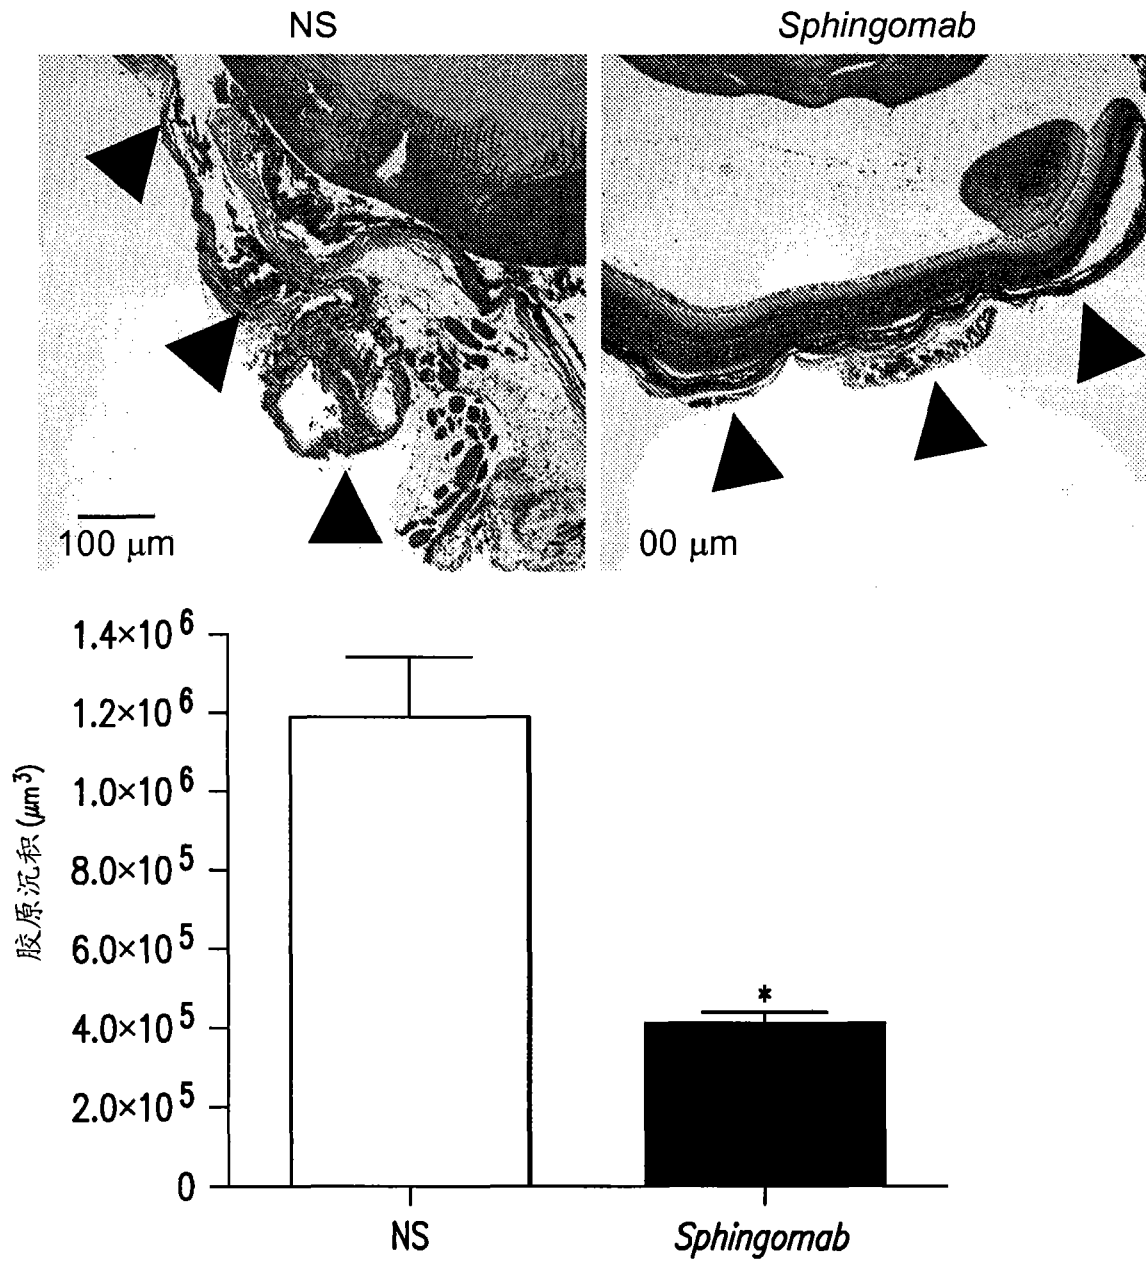 NS
Sphingomab
100 μm
00 μm
1.4×10⁶
1.2×10⁶
1.0×10⁶
8.0×10⁵
6.0×10⁵
4.0×10⁵
2.0×10⁵
0
胶原沉积 (μm³)
*
NS
Sphingomab